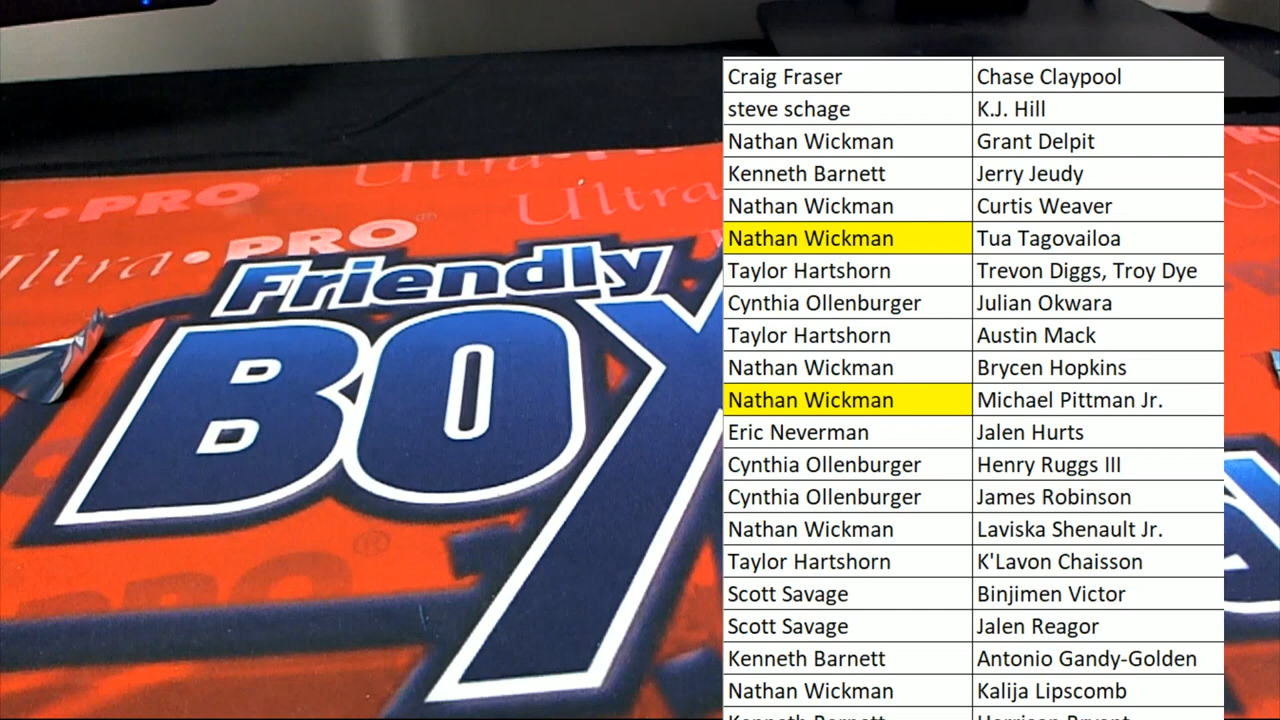 Ultra
a•PRO
Ultra•PRO®
Ultra
Friendly
BO
Craig Fraser Chase Claypool
steve schage K.J. Hill
Nathan Wickman Grant Delpit
Kenneth Barnett Jerry Jeudy
Nathan Wickman Curtis Weaver
Nathan Wickman Tua Tagovailoa
Taylor Hartshorn Trevon Diggs, Troy Dye
Cynthia Ollenburger Julian Okwara
Taylor Hartshorn Austin Mack
Nathan Wickman Brycen Hopkins
Nathan Wickman Michael Pittman Jr.
Eric Neverman Jalen Hurts
Cynthia Ollenburger Henry Ruggs III
Cynthia Ollenburger James Robinson
Nathan Wickman Laviska Shenault Jr.
Taylor Hartshorn K'Lavon Chaisson
Scott Savage Binjimen Victor
Scott Savage Jalen Reagor
Kenneth Barnett Antonio Gandy-Golden
Nathan Wickman Kalija Lipscomb